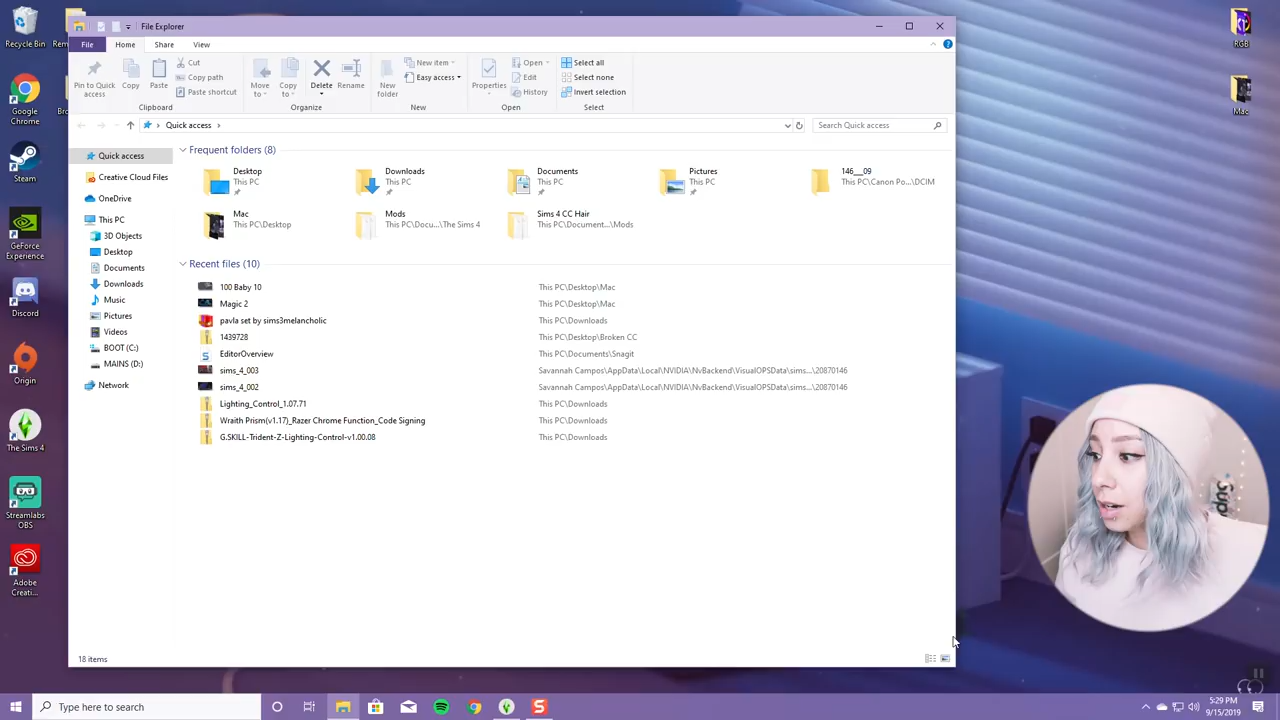 File Explorer
File Home Share View
Pin to Quick access
Copy
Paste
Cut
Copy path
Paste shortcut
Clipboard
Move to
Copy to
Delete
Rename
Organize
New folder
New item
Easy access
New
Properties
Open
Edit
History
Open
Select all
Select none
Invert selection
Select
Quick access
Search Quick access
Recycle Bin
Rem
Google Chrome
Bro
Steam
GeForce Experience
Discord
Origin
The Sims 4
Streamlabs OBS
Adobe Creati...
RGB
Mac
Quick access
Creative Cloud Files
OneDrive
This PC
3D Objects
Desktop
Documents
Downloads
Music
Pictures
Videos
BOOT (C:)
MAINS (D:)
Network
Frequent folders (8)
Desktop
This PC
Downloads
This PC
Documents
This PC
Pictures
This PC
146__09
This PC\Canon Po...\DCIM
Mac
This PC\Desktop
Mods
This PC\Docu...\The Sims 4
Sims 4 CC Hair
This PC\Document...\Mods
Recent files (10)
100 Baby 10 This PC\Desktop\Mac
Magic 2 This PC\Desktop\Mac
pavla set by sims3melancholic This PC\Downloads
1439728 This PC\Desktop\Broken CC
EditorOverview This PC\Documents\Snagit
sims_4_003 Savannah Campos\AppData\Local\NVIDIA\NvBackend\VisualOPSData\sims...\20870146
sims_4_002 Savannah Campos\AppData\Local\NVIDIA\NvBackend\VisualOPSData\sims...\20870146
Lighting_Control_1.07.71 This PC\Downloads
Wraith Prism(v1.17)_Razer Chrome Function_Code Signing This PC\Downloads
G.SKILL-Trident-Z-Lighting-Control-v1.00.08 This PC\Downloads
18 items
Type here to search
5:29 PM
9/15/2019